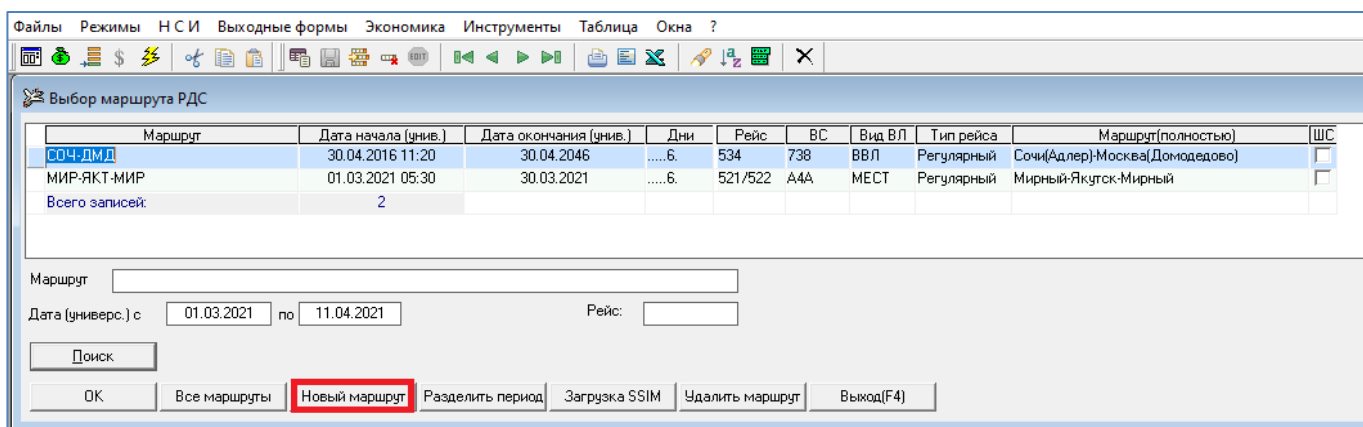 Файлы Режимы Н С И Выходные формы Экономика Инструменты Таблица Окна ?
EDIT
Выбор маршрута РДС
Маршрут Дата начала (унив.) Дата окончания (унив.) Дни Рейс ВС Вид ВЛ Тип рейса Маршрут(полностью) ШС
СОЧ-ДМД 30.04.2016 11:20 30.04.2046 .....6. 534 738 ВВЛ Регулярный Сочи(Адлер)-Москва(Домодедово)
МИР-ЯКТ-МИР 01.03.2021 05:30 30.03.2021 .....6. 521/522 А4А МЕСТ Регулярный Мирный-Якутск-Мирный
Всего записей: 2
Маршрут
Дата (универс.) с 01.03.2021 по 11.04.2021 Рейс:
Поиск
ОК Все маршруты Новый маршрут Разделить период Загрузка SSIM Удалить маршрут Выход(F4)